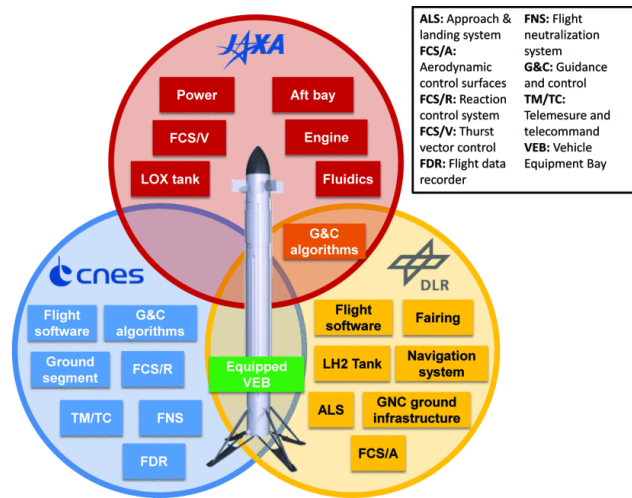 JAXA
Power
Aft bay
FCS/V
Engine
LOX tank
Fluidics
G&C
algorithms
cnes
Flight
software
G&C
algorithms
Ground
segment
FCS/R
TM/TC
FNS
FDR
Equipped
VEB
DLR
Flight
software
Fairing
LH2 Tank
Navigation
system
ALS
GNC ground
infrastructure
FCS/A
ALS: Approach &
landing system
FCS/A:
Aerodynamic
control surfaces
FCS/R: Reaction
control system
FCS/V: Thurst
vector control
FDR: Flight data
recorder
FNS: Flight
neutralization
system
G&C: Guidance
and control
TM/TC:
Telemesure and
telecommand
VEB: Vehicle
Equipment Bay